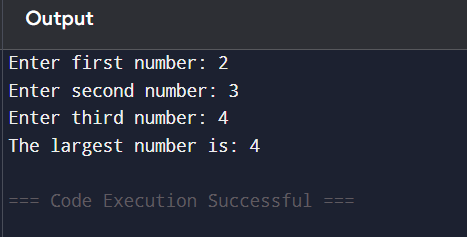 Output
Enter first number: 2
Enter second number: 3
Enter third number: 4
The largest number is: 4
=== Code Execution Successful ===